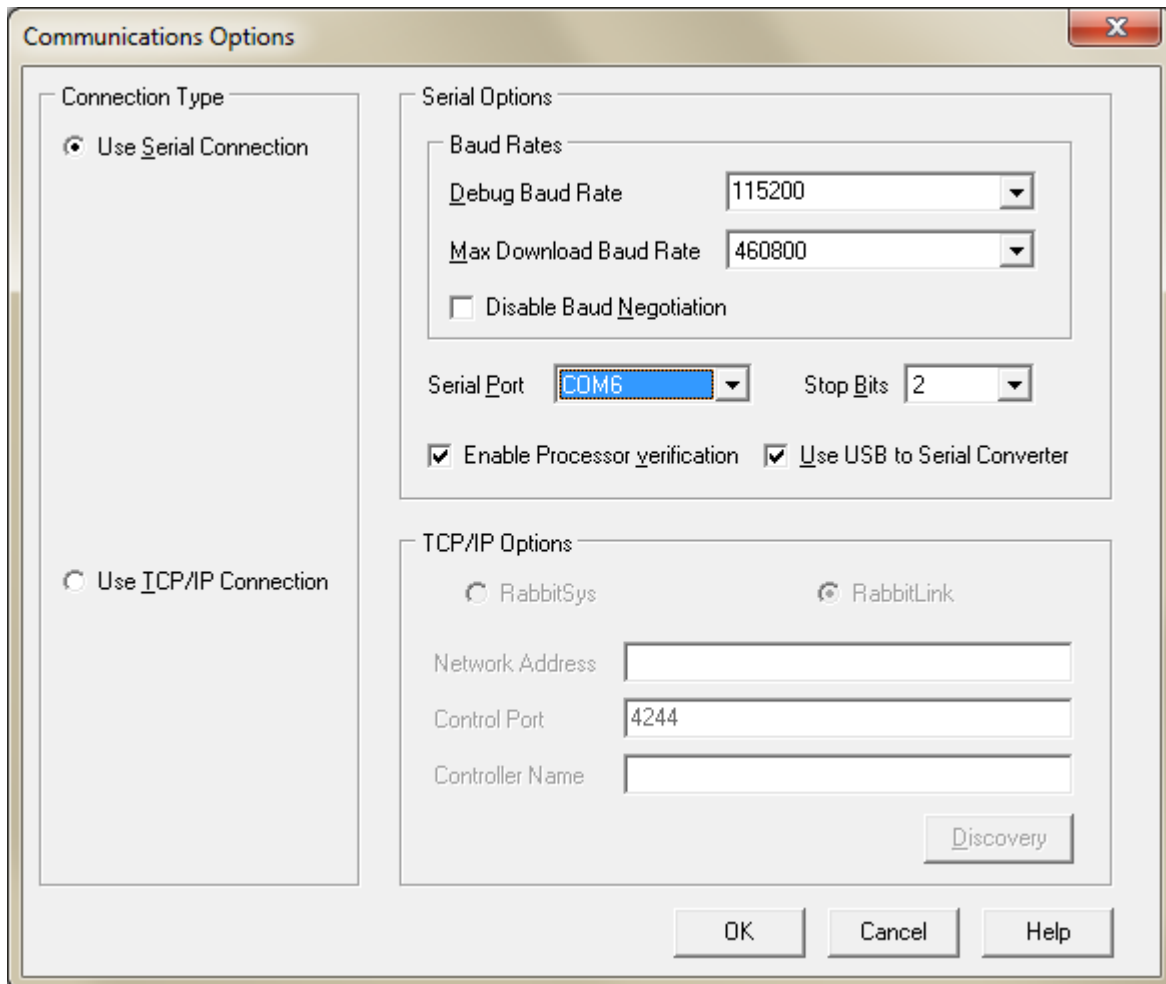 Communications Options
Connection Type
Use Serial Connection
Use TCP/IP Connection
Serial Options
Baud Rates
Debug Baud Rate 115200
Max Download Baud Rate 460800
Disable Baud Negotiation
Serial Port COM6 Stop Bits 2
Enable Processor verification Use USB to Serial Converter
TCP/IP Options
RabbitSys RabbitLink
Network Address
Control Port 4244
Controller Name
Discovery
OK Cancel Help